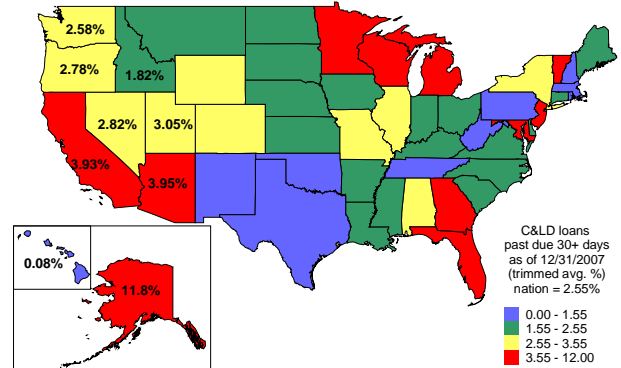 2.58%
2.78%
1.82%
2.82%
3.05%
3.93%
3.95%
0.08%
11.8%
C&LD loans
past due 30+ days
as of 12/31/2007
(trimmed avg. %)
nation = 2.55%
0.00 - 1.55
1.55 - 2.55
2.55 - 3.55
3.55 - 12.00